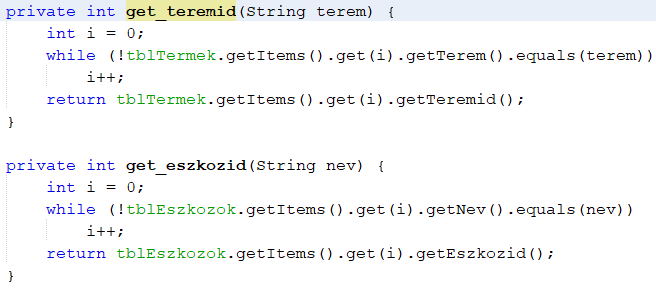 private int get_teremid(String terem) {
    int i = 0;
    while (!tblTermek.getItems().get(i).getTerem().equals(terem))
        i++;
    return tblTermek.getItems().get(i).getTeremid();
}

private int get_eszkozid(String nev) {
    int i = 0;
    while (!tblEszkozok.getItems().get(i).getNev().equals(nev))
        i++;
    return tblEszkozok.getItems().get(i).getEszkozid();
}